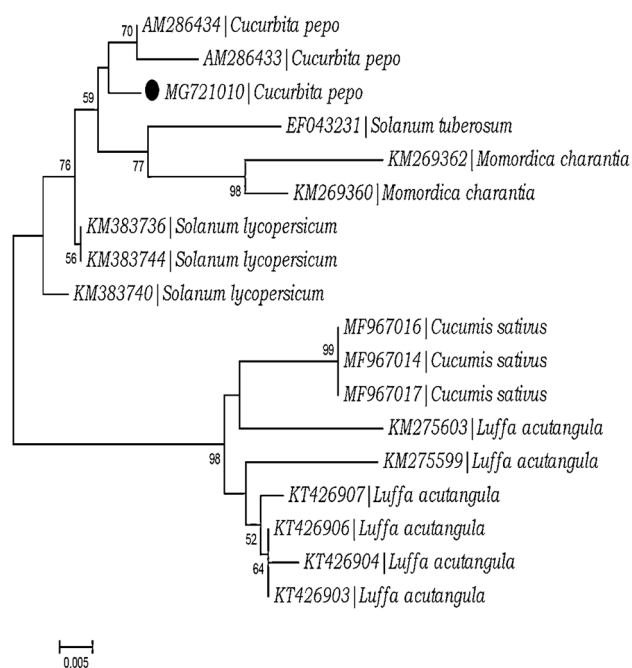 70
AM286434|Cucurbita pepo
AM286433|Cucurbita pepo
MG721010|Cucurbita pepo
59
EF043231|Solanum tuberosum
77
KM269362|Momordica charantia
98
KM269360|Momordica charantia
76
KM383736|Solanum lycopersicum
56
KM383744|Solanum lycopersicum
KM383740|Solanum lycopersicum
MF967016|Cucumis sativus
99
MF967014|Cucumis sativus
MF967017|Cucumis sativus
KM275603|Luffa acutangula
98
KM275599|Luffa acutangula
KT426907|Luffa acutangula
KT426906|Luffa acutangula
52
KT426904|Luffa acutangula
64
KT426903|Luffa acutangula
0.005